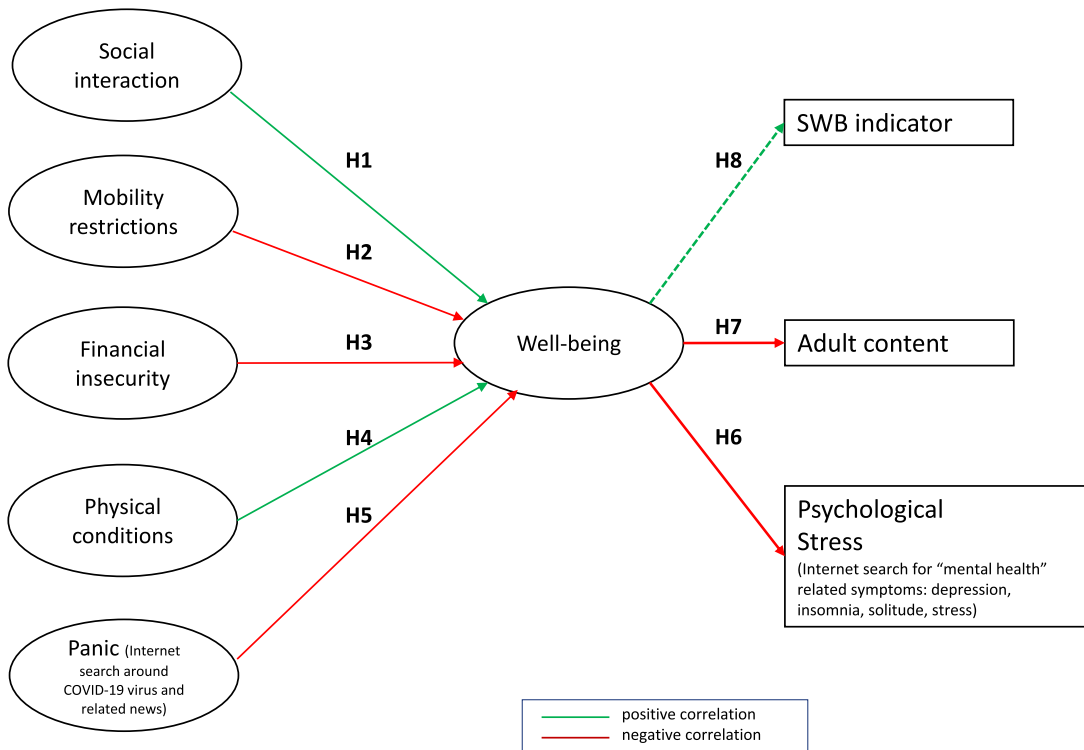 Social
interaction
H1
Mobility
restrictions
H2
Financial
insecurity
H3
Physical
conditions
H4
Panic (Internet
search around
COVID-19 virus and
related news)
H5
Well-being
H8
SWB indicator
H7
Adult content
H6
Psychological
Stress
(Internet search for “mental health”
related symptoms: depression,
insomnia, solitude, stress)
positive correlation
negative correlation